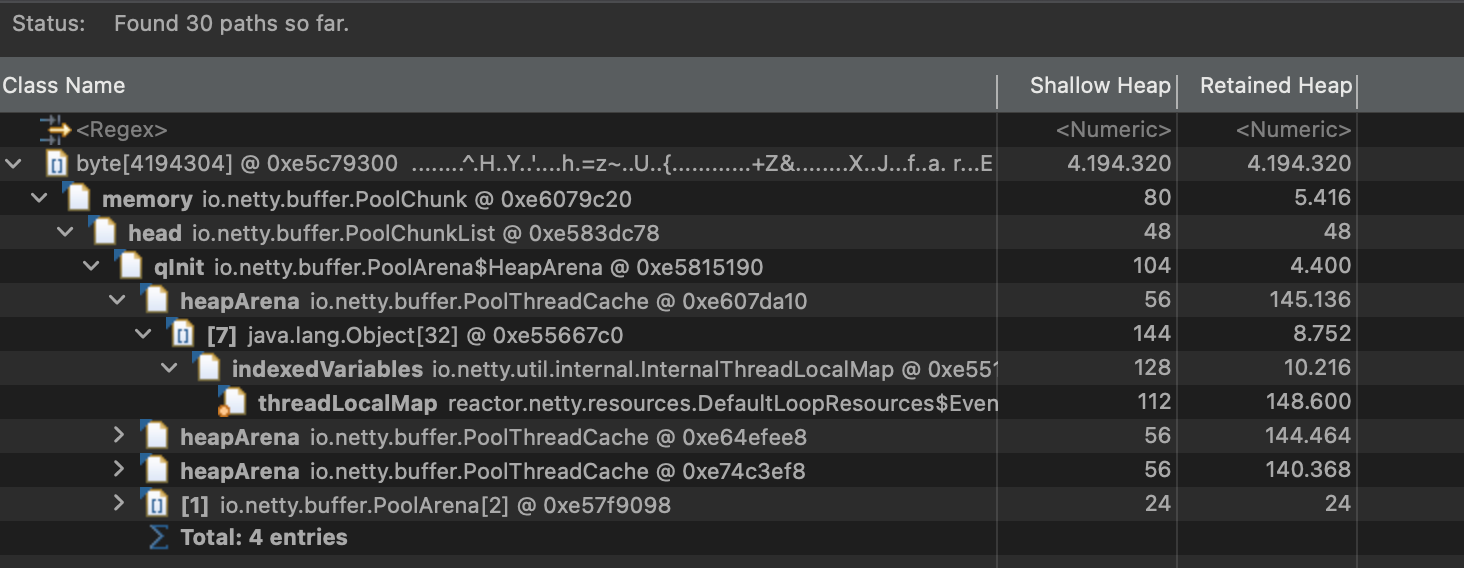 Status: Found 30 paths so far.
Class Name Shallow Heap Retained Heap
<Regex> <Numeric> <Numeric>
byte[4194304] @ 0xe5c79300 ........^.H..Y..'....h.=z~..U..{............+Z&........X..J...f..a. r...E 4.194.320 4.194.320
memory io.netty.buffer.PoolChunk @ 0xe6079c20 80 5.416
head io.netty.buffer.PoolChunkList @ 0xe583dc78 48 48
qInit io.netty.buffer.PoolArena$HeapArena @ 0xe5815190 104 4.400
heapArena io.netty.buffer.PoolThreadCache @ 0xe607da10 56 145.136
[7] java.lang.Object[32] @ 0xe55667c0 144 8.752
indexedVariables io.netty.util.internal.InternalThreadLocalMap @ 0xe551 128 10.216
threadLocalMap reactor.netty.resources.DefaultLoopResources$Even 112 148.600
heapArena io.netty.buffer.PoolThreadCache @ 0xe64efee8 56 144.464
heapArena io.netty.buffer.PoolThreadCache @ 0xe74c3ef8 56 140.368
[1] io.netty.buffer.PoolArena[2] @ 0xe57f9098 24 24
Total: 4 entries